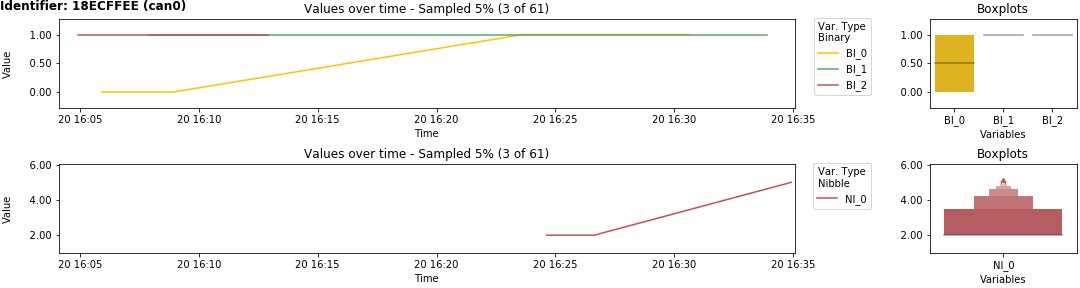 Identifier: 18ECFFEE (can0)
Values over time - Sampled 5% (3 of 61)
Value
1.00
0.50
0.00
20 16:05 20 16:10 20 16:15 20 16:20 20 16:25 20 16:30 20 16:35
Time
Var. Type
Binary
BI_0
BI_1
BI_2
Boxplots
1.00
0.50
0.00
BI_0 BI_1 BI_2
Variables
Values over time - Sampled 5% (3 of 61)
Value
6.00
4.00
2.00
20 16:05 20 16:10 20 16:15 20 16:20 20 16:25 20 16:30 20 16:35
Time
Var. Type
Nibble
NI_0
Boxplots
6.00
4.00
2.00
NI_0
Variables